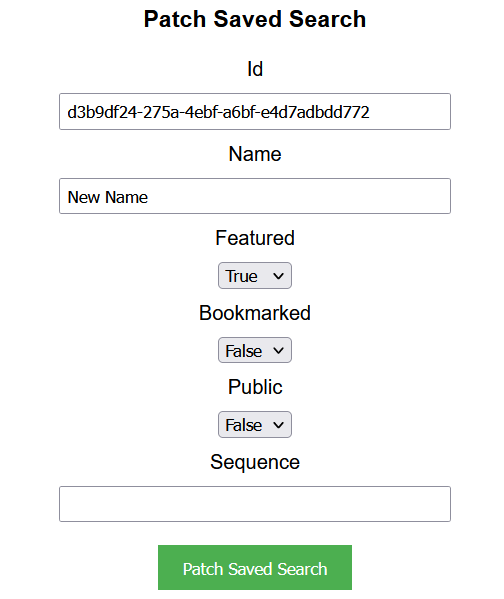 Patch Saved Search
Id
d3b9df24-275a-4ebf-a6bf-e4d7adbdd772
Name
New Name
Featured
True
Bookmarked
False
Public
False
Sequence
Patch Saved Search